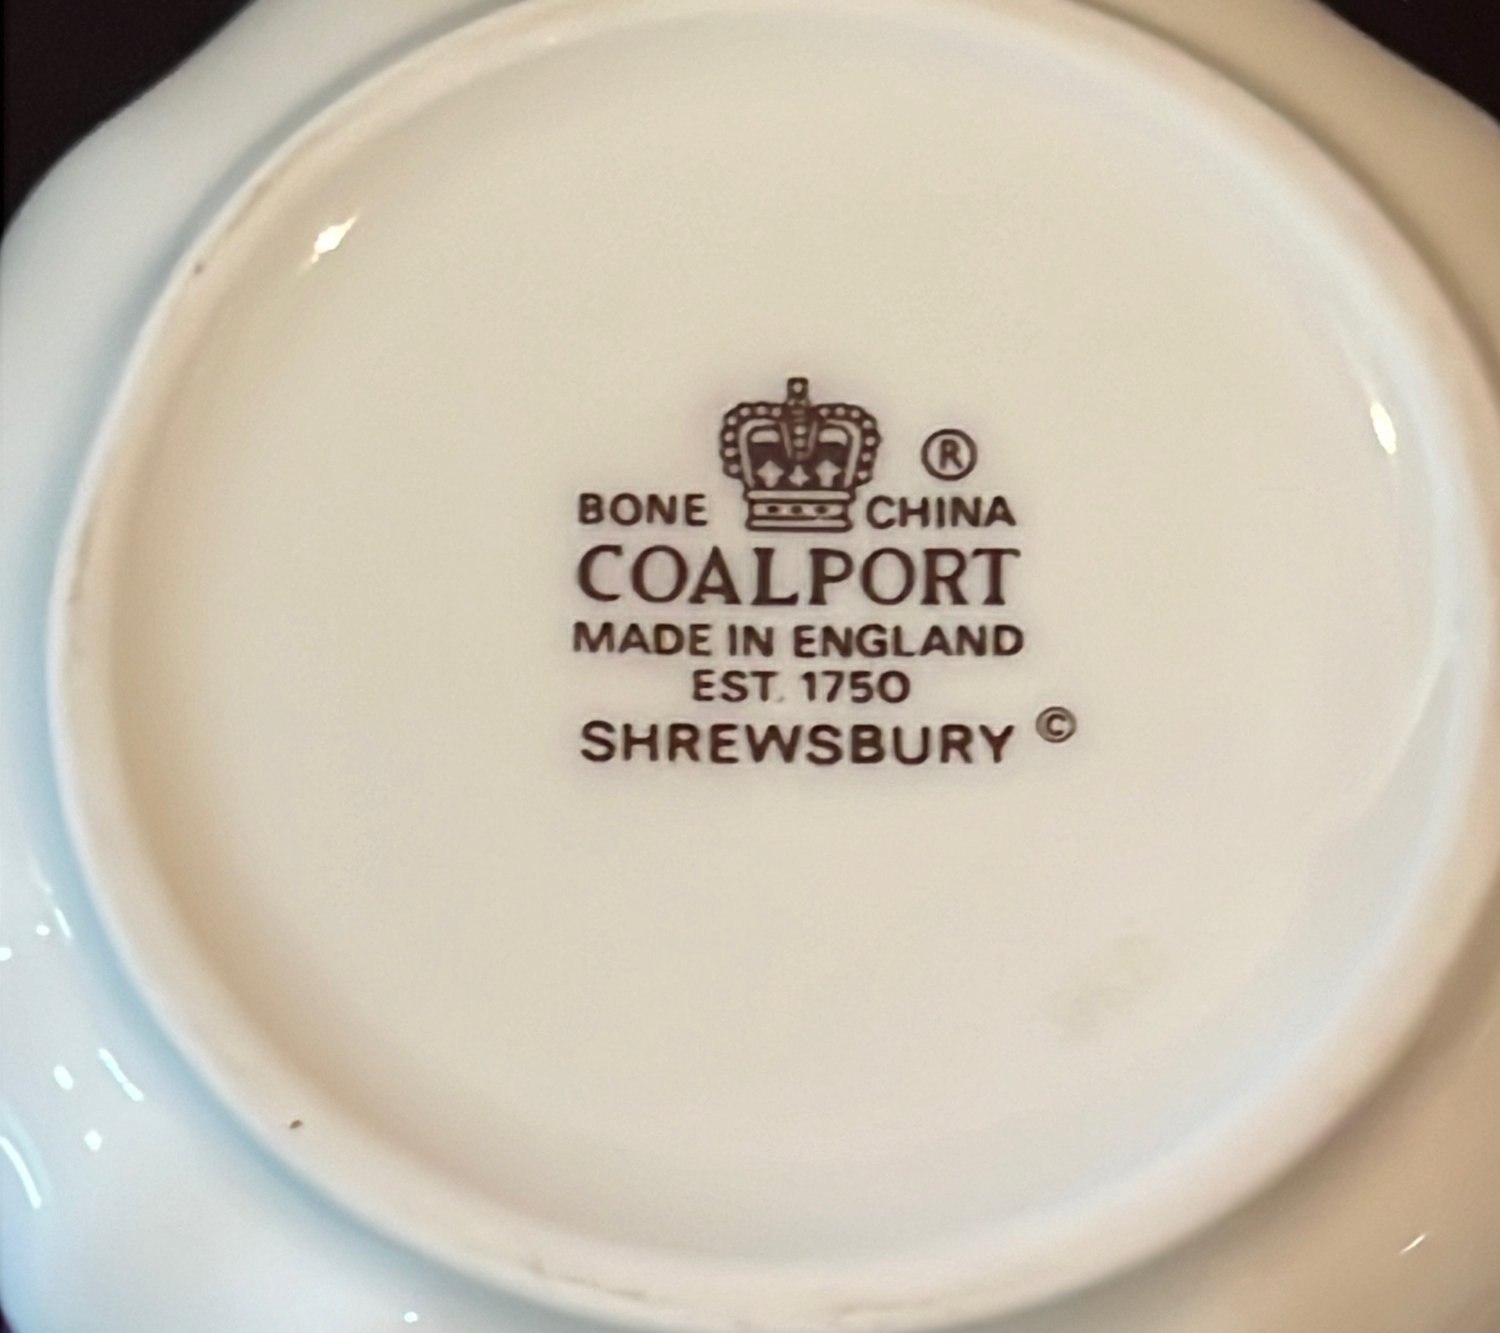 ®
BONE CHINA
COALPORT
MADE IN ENGLAND
EST. 1750
SHREWSBURY ©